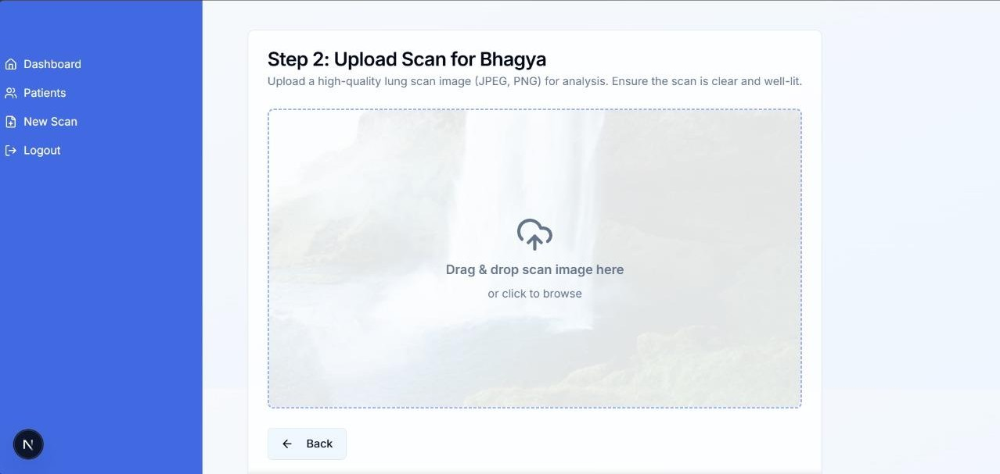 Dashboard
Patients
New Scan
Logout
Step 2: Upload Scan for Bhagya
Upload a high-quality lung scan image (JPEG, PNG) for analysis. Ensure the scan is clear and well-lit.
Drag & drop scan image here
or click to browse
Back
N